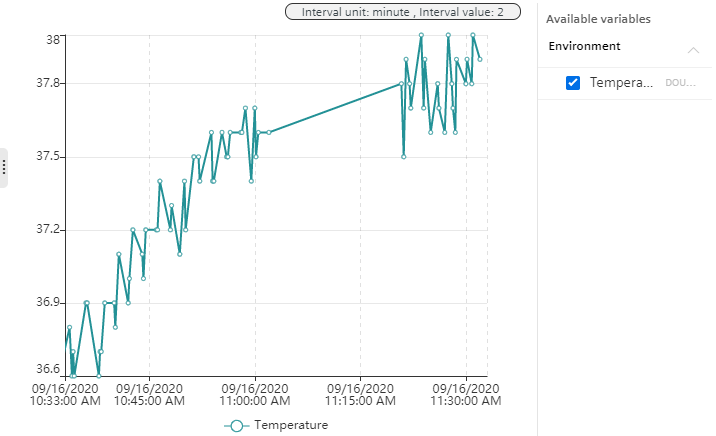 Interval unit: minute , Interval value: 2
38
37.8
37.5
37.2
36.9
36.6
09/16/2020 09/16/2020 09/16/2020 09/16/2020 09/16/2020
10:33:00 AM 10:45:00 AM 11:00:00 AM 11:15:00 AM 11:30:00 AM
Temperature
Available variables
Environment
Tempera... DOU...